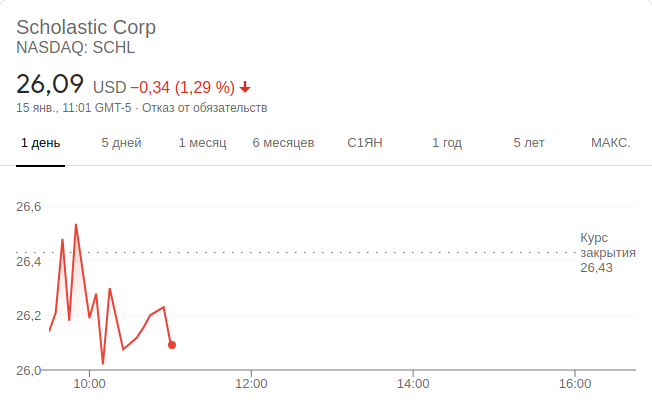 Scholastic Corp
NASDAQ: SCHL
26,09 USD −0,34 (1,29 %)
15 янв., 11:01 GMT-5 · Отказ от обязательств
1 день 5 дней 1 месяц 6 месяцев С1ЯН 1 год 5 лет МАКС.
26,6
26,4
26,2
26,0
Курс
закрытия
26,43
10:00 12:00 14:00 16:00